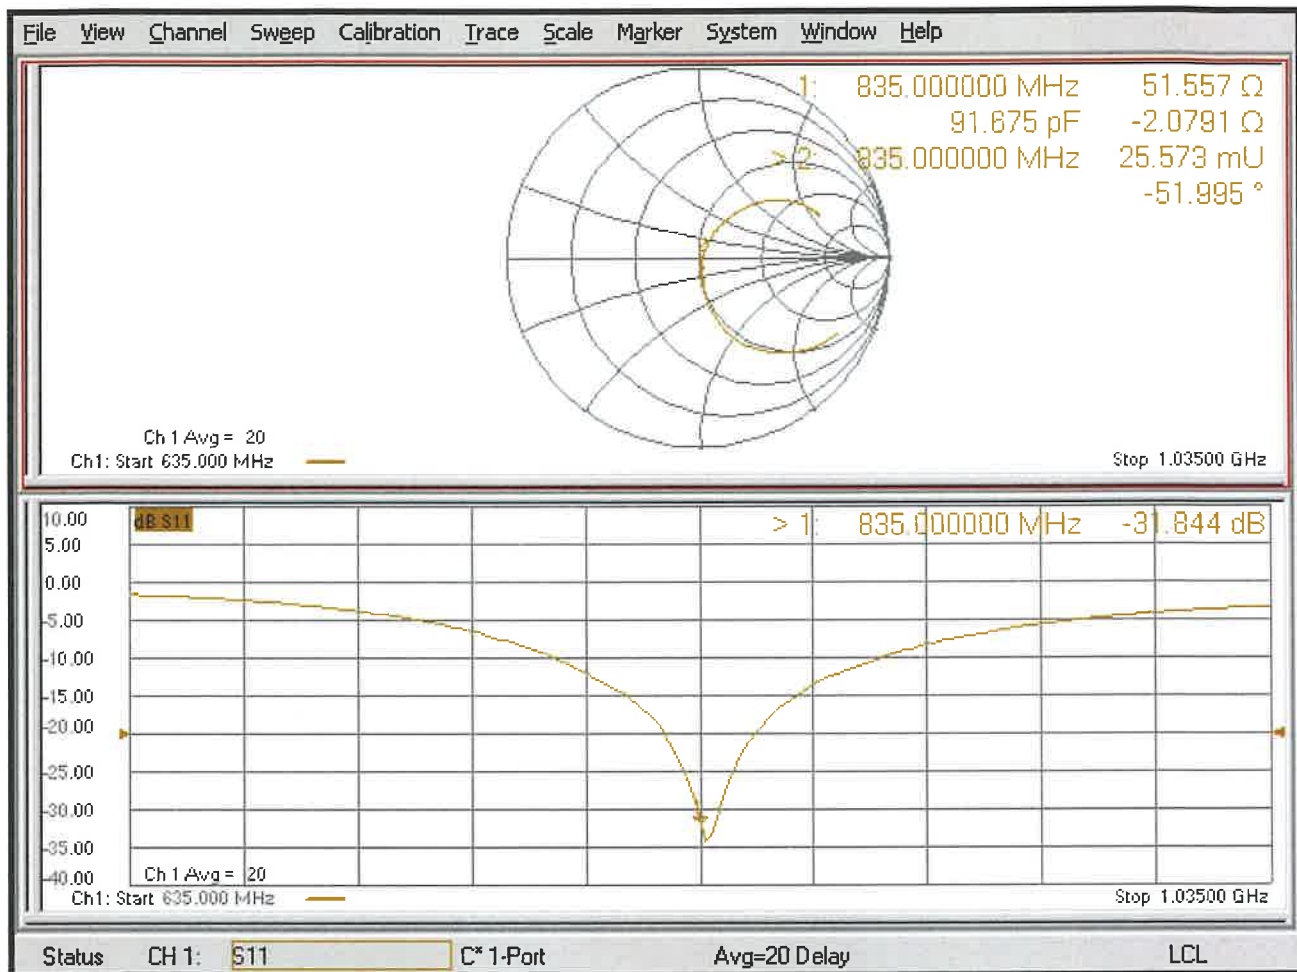 File View Channel Sweep Calibration Trace Scale Marker System Window Help
1: 835.000000 MHz 51.557 Ω
91.675 pF -2.0791 Ω
> 2: 835.000000 MHz 25.573 mU
-51.995 °
Ch 1 Avg = 20
Ch1: Start 635.000 MHz
Stop 1.03500 GHz
dB S11
> 1: 835.000000 MHz -31.844 dB
10.00
5.00
0.00
-5.00
-10.00
-15.00
-20.00
-25.00
-30.00
-35.00
-40.00
Ch 1 Avg = 20
Ch1: Start 635.000 MHz
Stop 1.03500 GHz
Status CH 1: S11 C* 1-Port Avg=20 Delay LCL